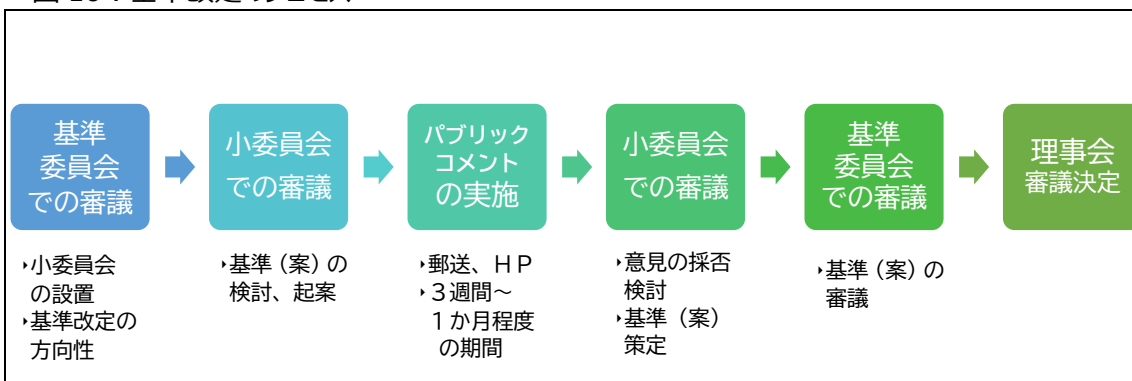 基準
委員会
での審議
小委員会
での審議
パブリック
コメント
の実施
小委員会
での審議
基準
委員会
での審議
理事会
審議決定
‣小委員会
の設置
‣基準改定の
方向性
‣基準（案）の
検討、起案
‣郵送、ＨＰ
‣３週間～
１か月程度
の期間
‣意見の採否
検討
‣基準（案）
策定
‣基準（案）の
審議